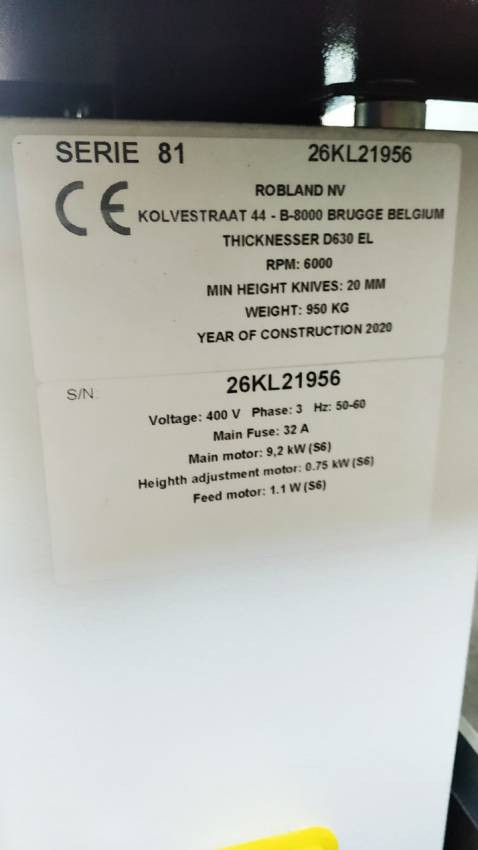 SERIE 81 26KL21956
CE
ROBLAND NV
KOLVESTRAAT 44 - B-8000 BRUGGE BELGIUM
THICKNESSER D630 EL
RPM: 6000
MIN HEIGHT KNIVES: 20 MM
WEIGHT: 950 KG
YEAR OF CONSTRUCTION 2020
S/N: 26KL21956
Voltage: 400 V Phase: 3 Hz: 50-60
Main Fuse: 32 A
Main motor: 9,2 kW (S6)
Heighth adjustment motor: 0.75 kW (S6)
Feed motor: 1.1 W (S6)